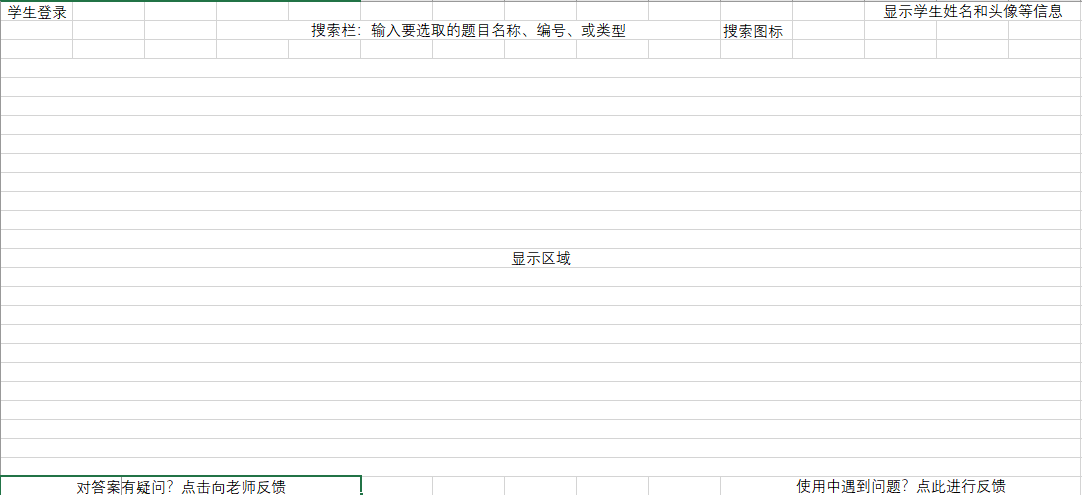 学生登录
显示学生姓名和头像等信息
搜索栏：输入要选取的题目名称、编号、或类型
搜索图标
显示区域
对答案有疑问？点击向老师反馈
使用中遇到问题？点此进行反馈